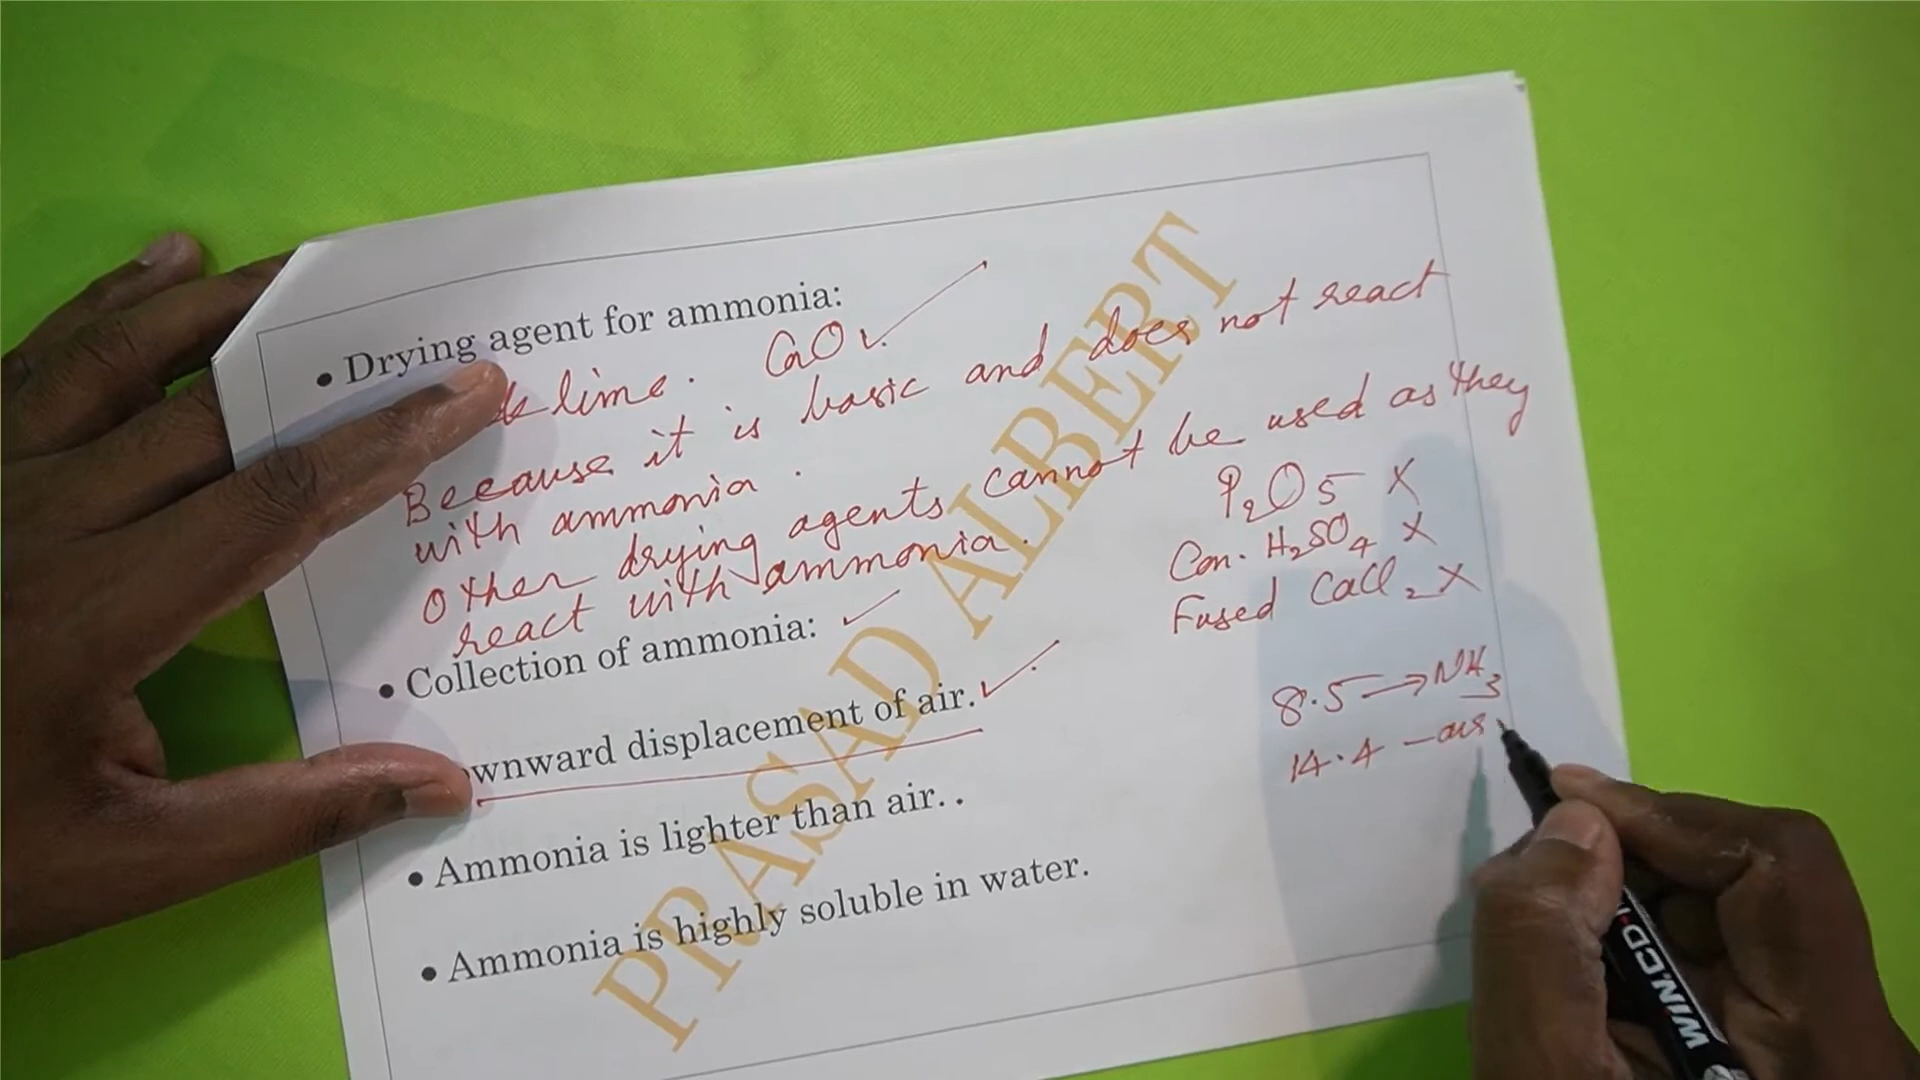 • Drying agent for ammonia:
lime. CaO
Because it is basic and does not react
with ammonia.
Other drying agents cannot be used as they
react with ammonia.
P2O5 X
Con. H2SO4 X
Fused CaCl2 X
• Collection of ammonia:
wnward displacement of air.
8.5 → NH3
14.4 – air
• Ammonia is lighter than air..
• Ammonia is highly soluble in water.
PRASAD ALBERT
WIN.CD